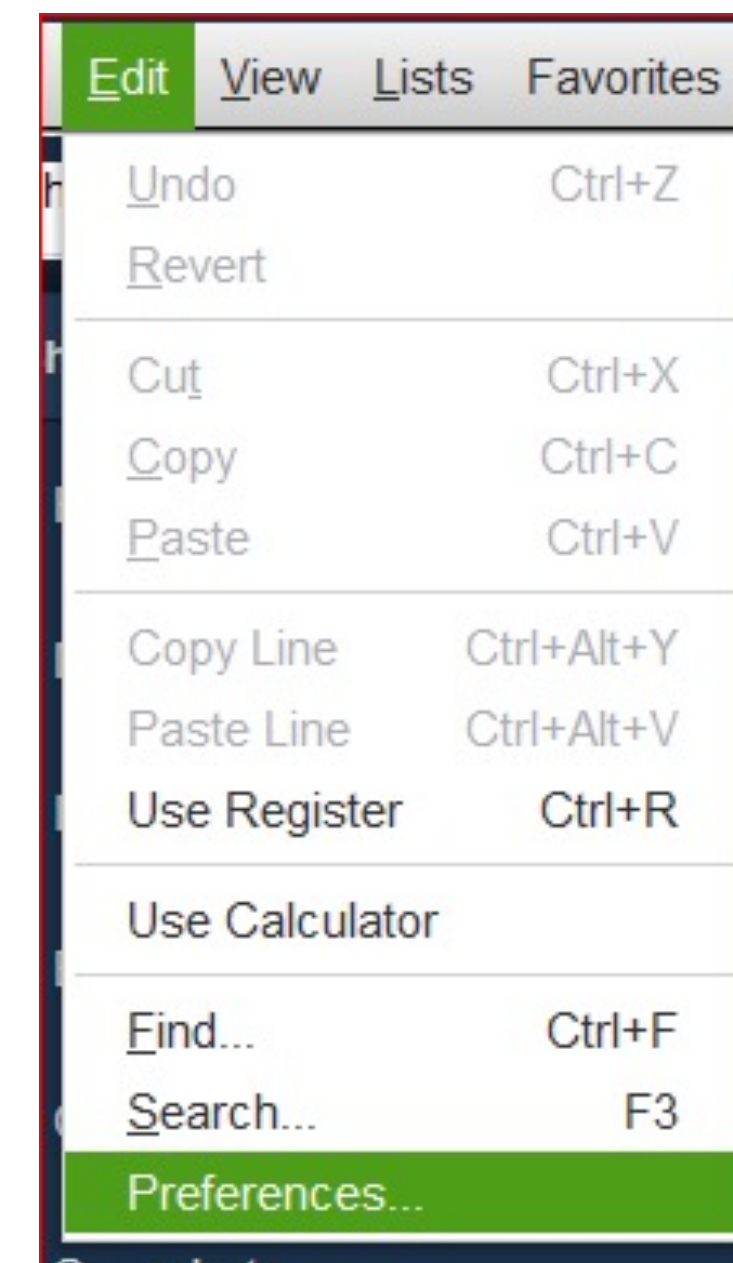 Edit View Lists Favorites
Undo Ctrl+Z
Revert
Cut Ctrl+X
Copy Ctrl+C
Paste Ctrl+V
Copy Line Ctrl+Alt+Y
Paste Line Ctrl+Alt+V
Use Register Ctrl+R
Use Calculator
Find... Ctrl+F
Search... F3
Preferences...